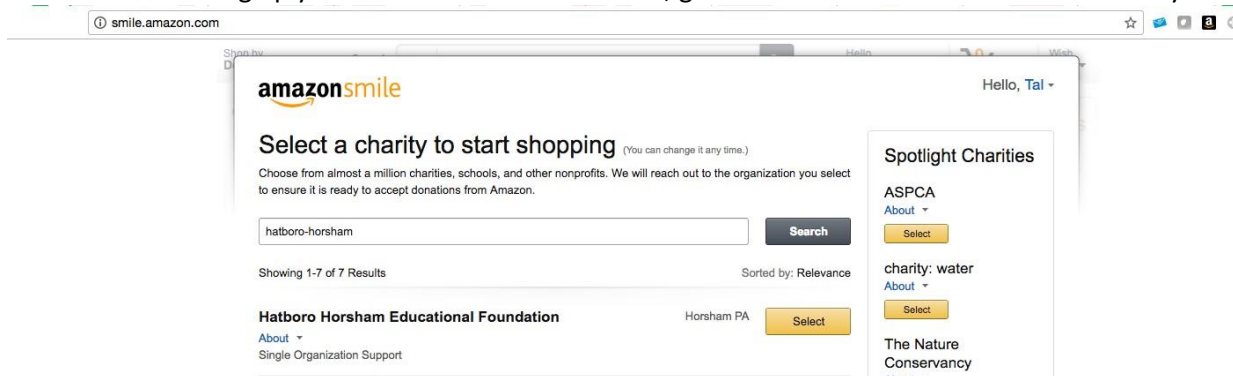 smile.amazon.com
Shop by
Hello
Wish
amazonsmile
Hello, Tal
Select a charity to start shopping (You can change it any time.)
Choose from almost a million charities, schools, and other nonprofits. We will reach out to the organization you select
to ensure it is ready to accept donations from Amazon.
hatboro-horsham
Search
Showing 1-7 of 7 Results
Sorted by: Relevance
Hatboro Horsham Educational Foundation
Horsham PA
Select
About
Single Organization Support
Spotlight Charities
ASPCA
About
Select
charity: water
About
Select
The Nature
Conservancy